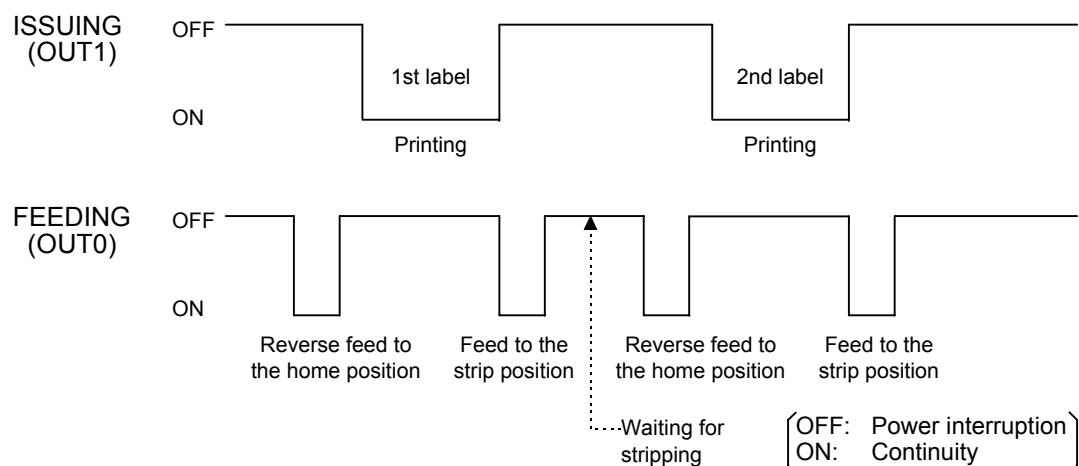 ISSUING
(OUT1)
OFF
ON
1st label
2nd label
Printing
Printing
FEEDING
(OUT0)
OFF
ON
Reverse feed to
the home position
Feed to the
strip position
Reverse feed to
the home position
Feed to the
strip position
Waiting for
stripping
OFF: Power interruption
ON: Continuity